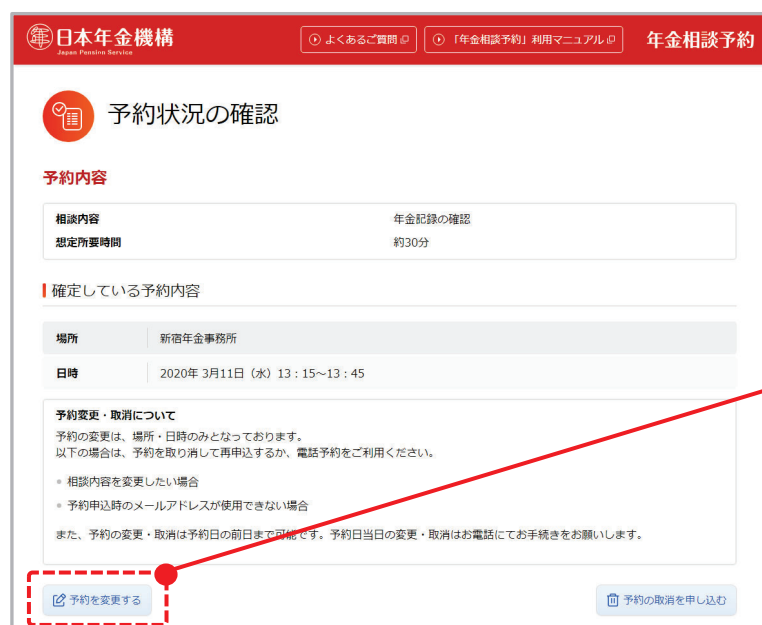 日本年金機構
Japan Pension Service
よくあるご質問
「年金相談予約」利用マニュアル
年金相談予約
予約状況の確認
予約内容
相談内容 年金記録の確認
想定所要時間 約30分
確定している予約内容
場所 新宿年金事務所
日時 2020年 3月11日（水）13：15～13：45
予約変更・取消について
予約の変更は、場所・日時のみとなっております。
以下の場合は、予約を取り消して再申込するか、電話予約をご利用ください。
相談内容を変更したい場合
予約申込時のメールアドレスが使用できない場合
また、予約の変更・取消は予約日の前日まで可能です。予約日当日の変更・取消はお電話にてお手続きをお願いします。
予約を変更する
予約の取消を申し込む